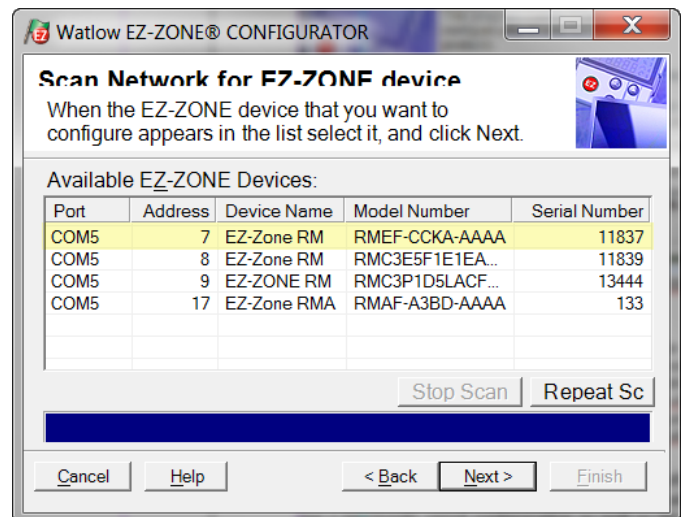 Watlow EZ-ZONE® CONFIGURATOR
Scan Network for EZ-ZONE device
When the EZ-ZONE device that you want to
configure appears in the list select it, and click Next.
Available EZ-ZONE Devices:
Port Address Device Name Model Number Serial Number
COM5 7 EZ-Zone RM RMEF-CCKA-AAAA 11837
COM5 8 EZ-Zone RM RMC3E5F1E1EA... 11839
COM5 9 EZ-ZONE RM RMC3P1D5LACF... 13444
COM5 17 EZ-Zone RMA RMAF-A3BD-AAAA 133
Stop Scan Repeat Sc
Cancel Help < Back Next > Finish